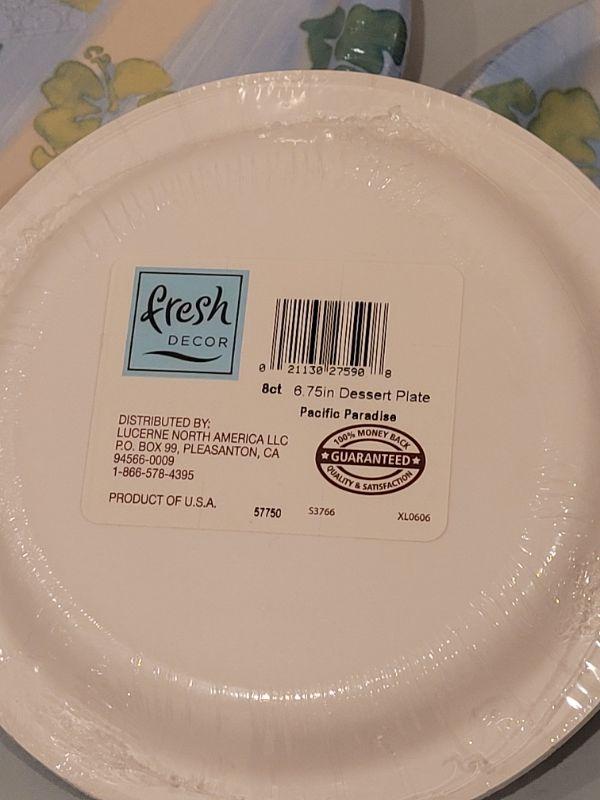 fresh
DECOR
0 21130 27590 8
8ct 6.75in Dessert Plate
Pacific Paradise
DISTRIBUTED BY:
LUCERNE NORTH AMERICA LLC
P.O. BOX 99, PLEASANTON, CA
94566-0009
1-866-578-4395
PRODUCT OF U.S.A.
100% MONEY BACK
GUARANTEED
QUALITY & SATISFACTION
57750 S3766 XL0606